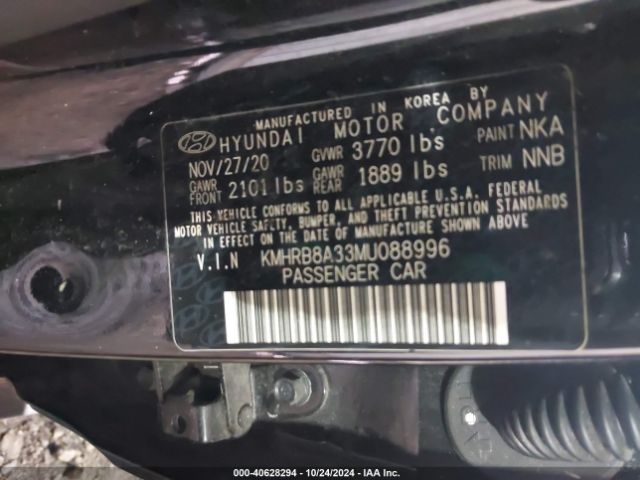 MANUFACTURED IN KOREA BY
HYUNDAI MOTOR COMPANY
NOV/27/20 GVWR 3770 lbs PAINT NKA
GAWR FRONT 2101 lbs GAWR REAR 1889 lbs TRIM NNB
THIS VEHICLE CONFORMS TO ALL APPLICABLE U.S.A. FEDERAL
MOTOR VEHICLE SAFETY, BUMPER, AND THEFT PREVENTION STANDARDS
IN EFFECT ON THE DATE OF MANUFACTURE SHOWN ABOVE
V.I.N KMHRB8A33MU088996
PASSENGER CAR
000-40628294 - 10/24/2024 - IAA Inc.